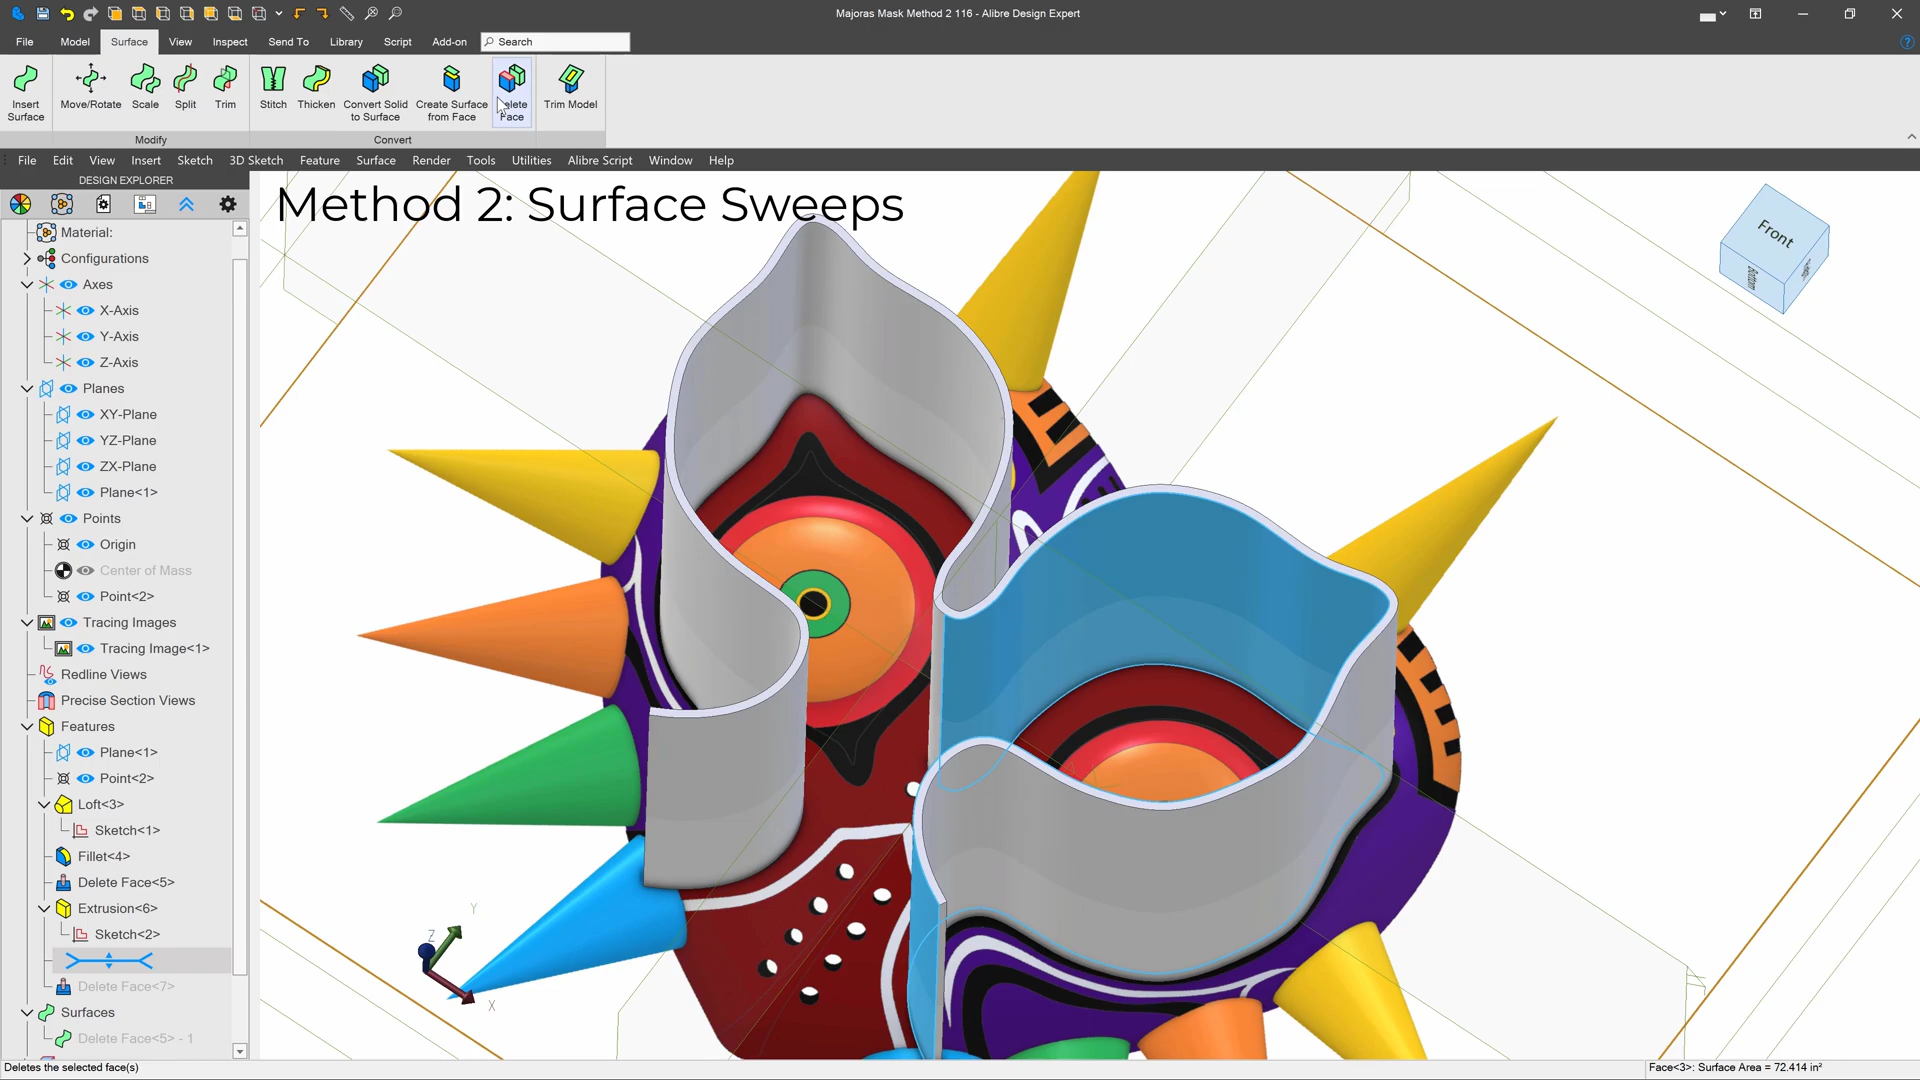 Majoras Mask Method 2 116 - Alibre Design Expert
File Model Surface View Inspect Send To Library Script Add-on Search
Insert Surface
Move/Rotate
Scale
Split
Trim
Stitch
Thicken
Convert Solid to Surface
Create Surface from Face
Face
Trim Model
Modify
Convert
File Edit View Insert Sketch 3D Sketch Feature Surface Render Tools Utilities Alibre Script Window Help
DESIGN EXPLORER
Method 2: Surface Sweeps
Front
Bottom
Material:
Configurations
Axes
X-Axis
Y-Axis
Z-Axis
Planes
XY-Plane
YZ-Plane
ZX-Plane
Plane<1>
Points
Origin
Center of Mass
Point<2>
Tracing Images
Tracing Image<1>
Redline Views
Precise Section Views
Features
Plane<1>
Point<2>
Loft<3>
Sketch<1>
Fillet<4>
Delete Face<5>
Extrusion<6>
Sketch<2>
Delete Face<7>
Surfaces
Delete Face<5> - 1
Y
Z
X
Deletes the selected face(s)
Face<3>: Surface Area = 72.414 in²